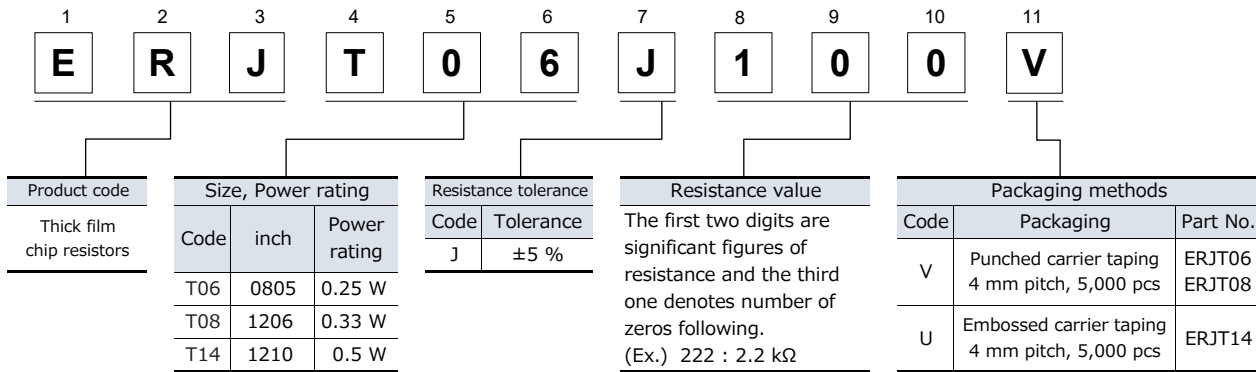 1 2 3 4 5 6 7 8 9 10 11
E R J T 0 6 J 1 0 0 V
Product code
Thick film
chip resistors
Size, Power rating
Code inch Power rating
T06 0805 0.25 W
T08 1206 0.33 W
T14 1210 0.5 W
Resistance tolerance
Code Tolerance
J ±5 %
Resistance value
The first two digits are
significant figures of
resistance and the third
one denotes number of
zeros following.
(Ex.) 222 : 2.2 kΩ
Packaging methods
Code Packaging Part No.
V Punched carrier taping
4 mm pitch, 5,000 pcs
ERJT06
ERJT08
U Embossed carrier taping
4 mm pitch, 5,000 pcs
ERJT14